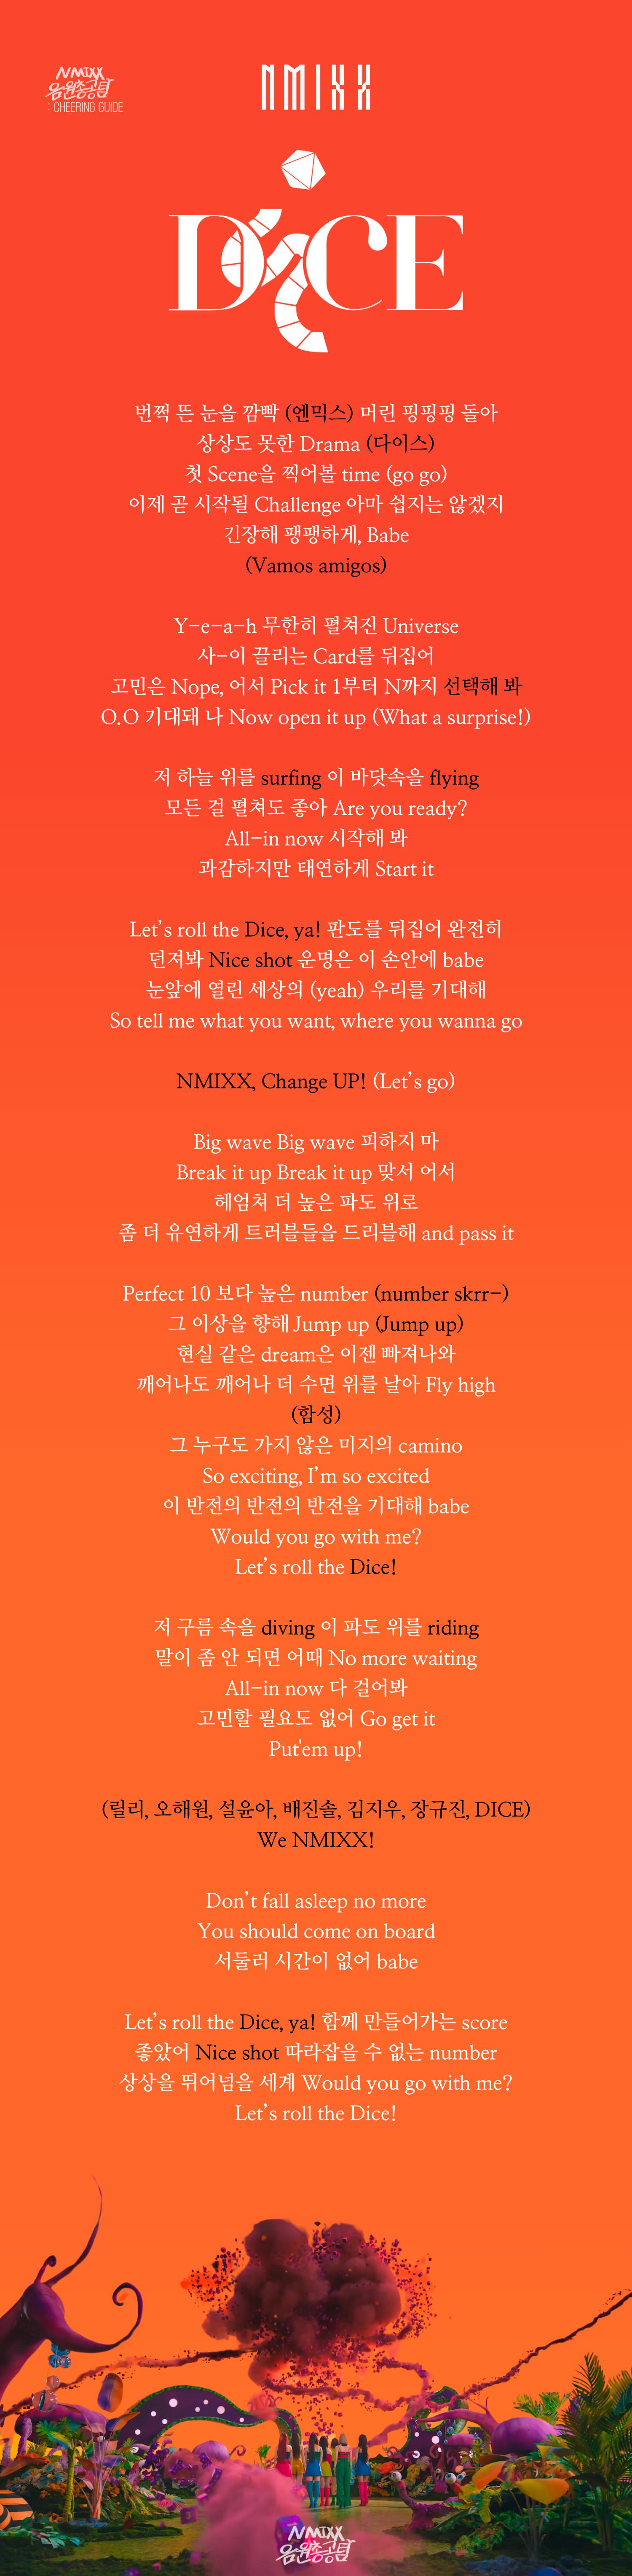 NMIXX
음원총공팀
: CHEERING GUIDE
NMIXX
DICE
번쩍 뜬 눈을 깜빡 (엔믹스) 머린 핑핑핑 돌아
상상도 못한 Drama (다이스)
첫 Scene을 찍어볼 time (go go)
이제 곧 시작될 Challenge 아마 쉽지는 않겠지
긴장해 팽팽하게, Babe
(Vamos amigos)
Y-e-a-h 무한히 펼쳐진 Universe
사-이 끌리는 Card를 뒤집어
고민은 Nope, 어서 Pick it 1부터 N까지 선택해 봐
O.O 기대돼 나 Now open it up (What a surprise!)
저 하늘 위를 surfing 이 바닷속을 flying
모든 걸 펼쳐도 좋아 Are you ready?
All-in now 시작해 봐
과감하지만 태연하게 Start it
Let's roll the Dice, ya! 판도를 뒤집어 완전히
던져봐 Nice shot 운명은 이 손안에 babe
눈앞에 열린 세상의 (yeah) 우리를 기대해
So tell me what you want, where you wanna go
NMIXX, Change UP! (Let's go)
Big wave Big wave 피하지 마
Break it up Break it up 맞서 어서
헤엄쳐 더 높은 파도 위로
좀 더 유연하게 트러블들을 드리블해 and pass it
Perfect 10 보다 높은 number (number skrr-)
그 이상을 향해 Jump up (Jump up)
현실 같은 dream은 이젠 빠져나와
깨어나도 깨어나 더 수면 위를 날아 Fly high
(함성)
그 누구도 가지 않은 미지의 camino
So exciting, I'm so excited
이 반전의 반전의 반전을 기대해 babe
Would you go with me?
Let's roll the Dice!
저 구름 속을 diving 이 파도 위를 riding
말이 좀 안 되면 어때 No more waiting
All-in now 다 걸어봐
고민할 필요도 없어 Go get it
Put'em up!
(릴리, 오해원, 설윤아, 배진솔, 김지우, 장규진, DICE)
We NMIXX!
Don't fall asleep no more
You should come on board
서둘러 시간이 없어 babe
Let's roll the Dice, ya! 함께 만들어가는 score
좋았어 Nice shot 따라잡을 수 없는 number
상상을 뛰어넘을 세계 Would you go with me?
Let's roll the Dice!
NMIXX
음원총공팀